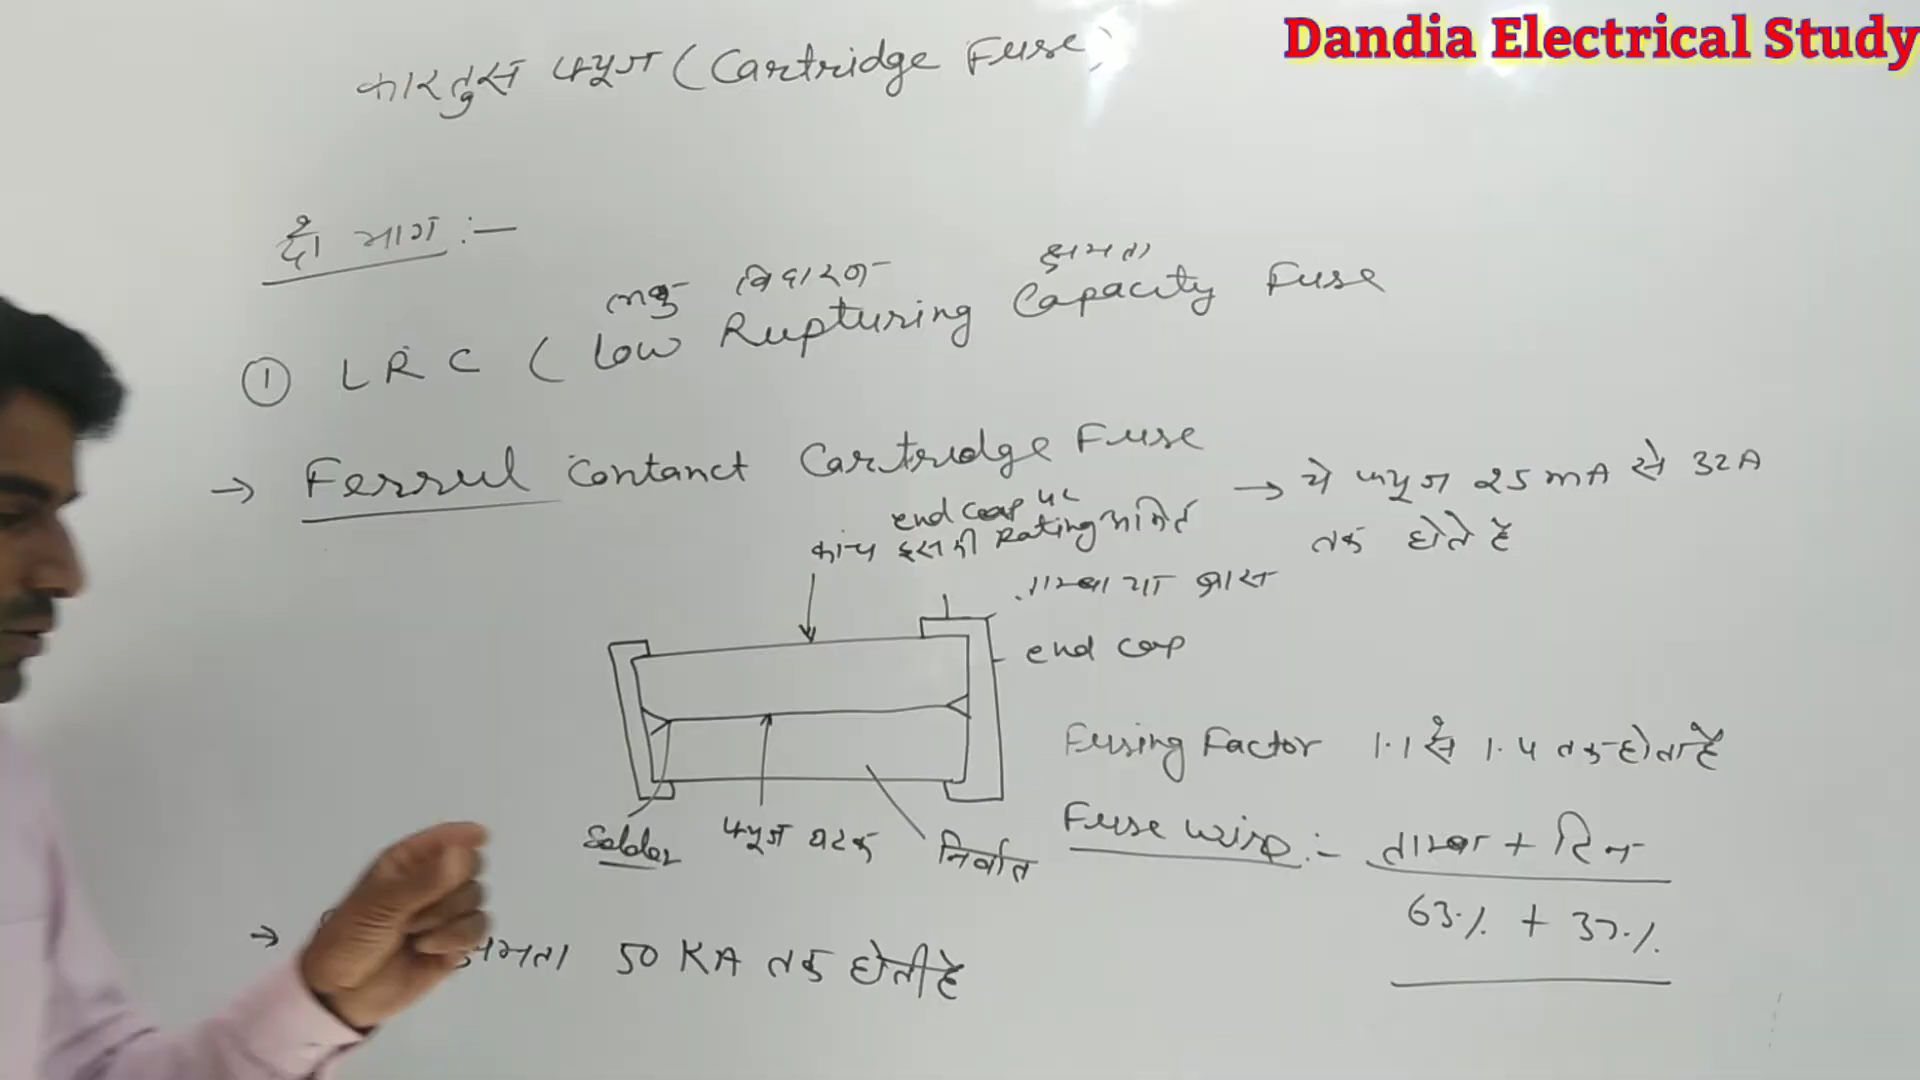 Dandia Electrical Study
कारतूस फ्यूज (Cartridge Fuse)
दो भाग :-
लघु विदारण क्षमता
① LRC ( Low Rupturing Capacity Fuse
→ Ferrul Contanct Cartrudge Fuse
→ ये फ्यूज 25 mA से 32A
तक होते है
end cap पर
कांच इसकी Rating अंकित
ताम्बा या ब्रास
end cap
Solder
फ्यूज घटक
निर्वात
Fusing Factor 1.1 से 1.4 तक होता है
Fuse wire :- ताम्बा + टिन
63% + 37%
→ क्षमता 50 KA तक होती है